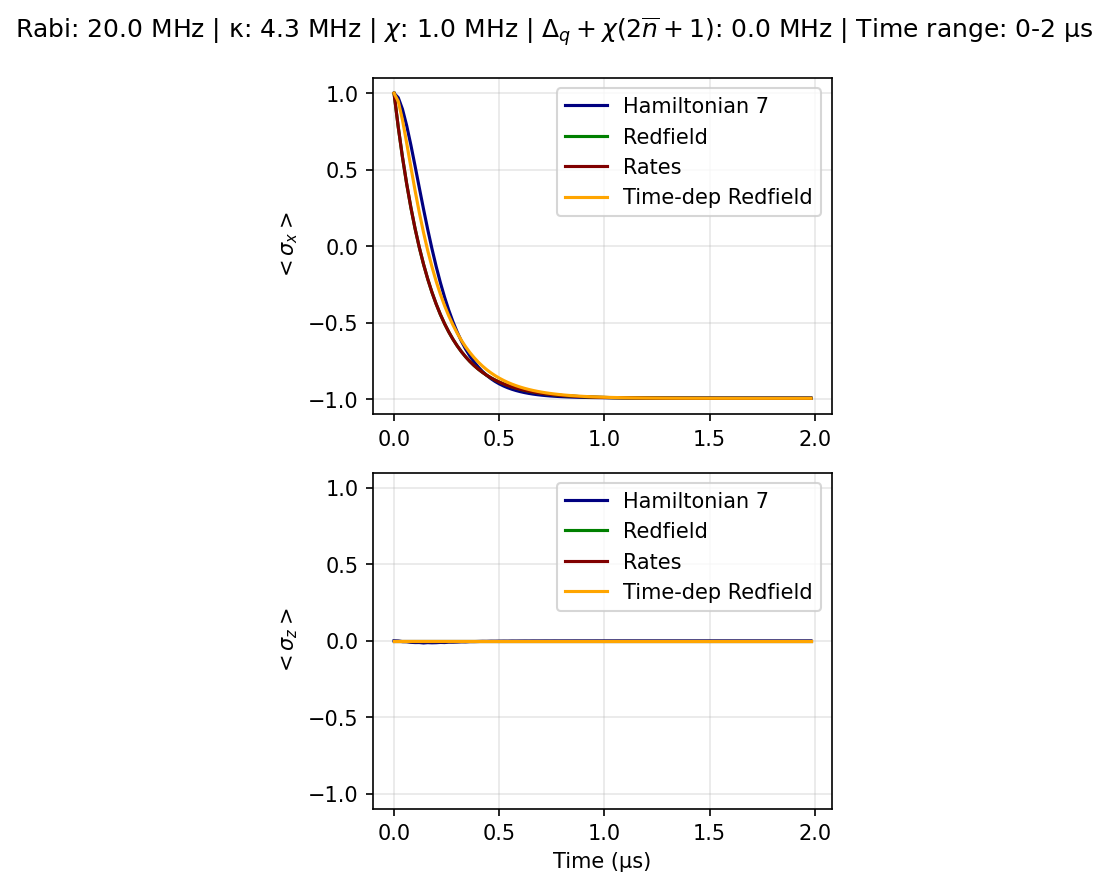 Rabi: 20.0 MHz | κ: 4.3 MHz | χ: 1.0 MHz | Δ_q + χ(2n̅ + 1): 0.0 MHz | Time range: 0-2 μs
1.0
0.5
0.0
−0.5
−1.0
<σ_x>
Hamiltonian 7
Redfield
Rates
Time-dep Redfield
0.0 0.5 1.0 1.5 2.0
1.0
0.5
0.0
−0.5
−1.0
<σ_z>
Hamiltonian 7
Redfield
Rates
Time-dep Redfield
0.0 0.5 1.0 1.5 2.0
Time (μs)